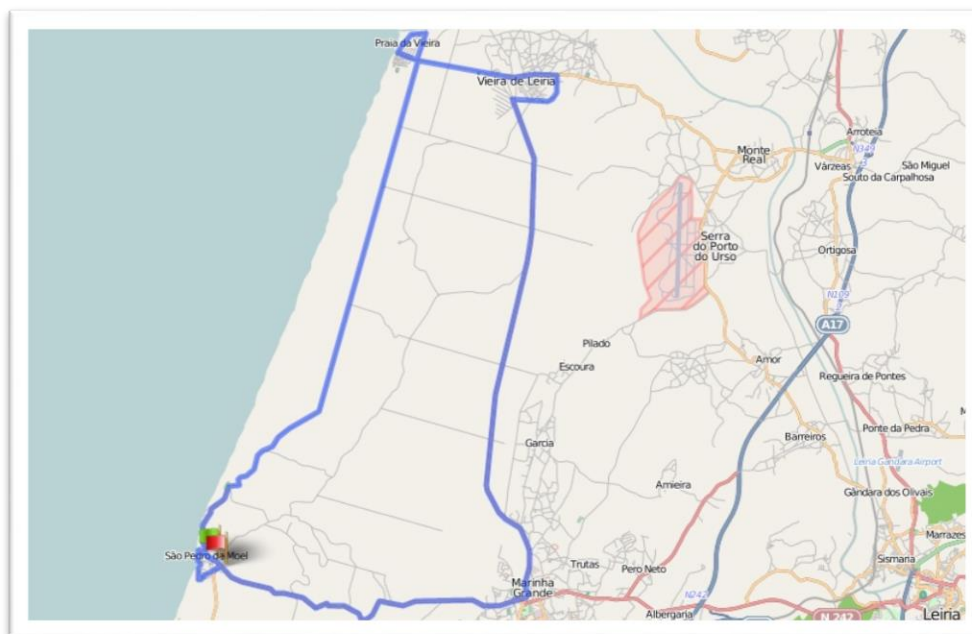 Praia da Vieira
Vieira de Leiria
Arroteia
N349
Monte
Real
Várzeas
São Miguel
Souto da Carpalhosa
Serra
do Porto
do Urso
Ortigosa
N109
A17
Pilado
Escoura
Amor
Regueira de Pontes
Garcia
Barreiros
Ponte da Pedra
Leiria Gandara Airport
Amieira
Gândara dos Olivais
Marrazes
São Pedro de Moel
Trutas
Pero Neto
Sismaria
Marinha
Grande
N242
Albergaria
N 242
Leiria